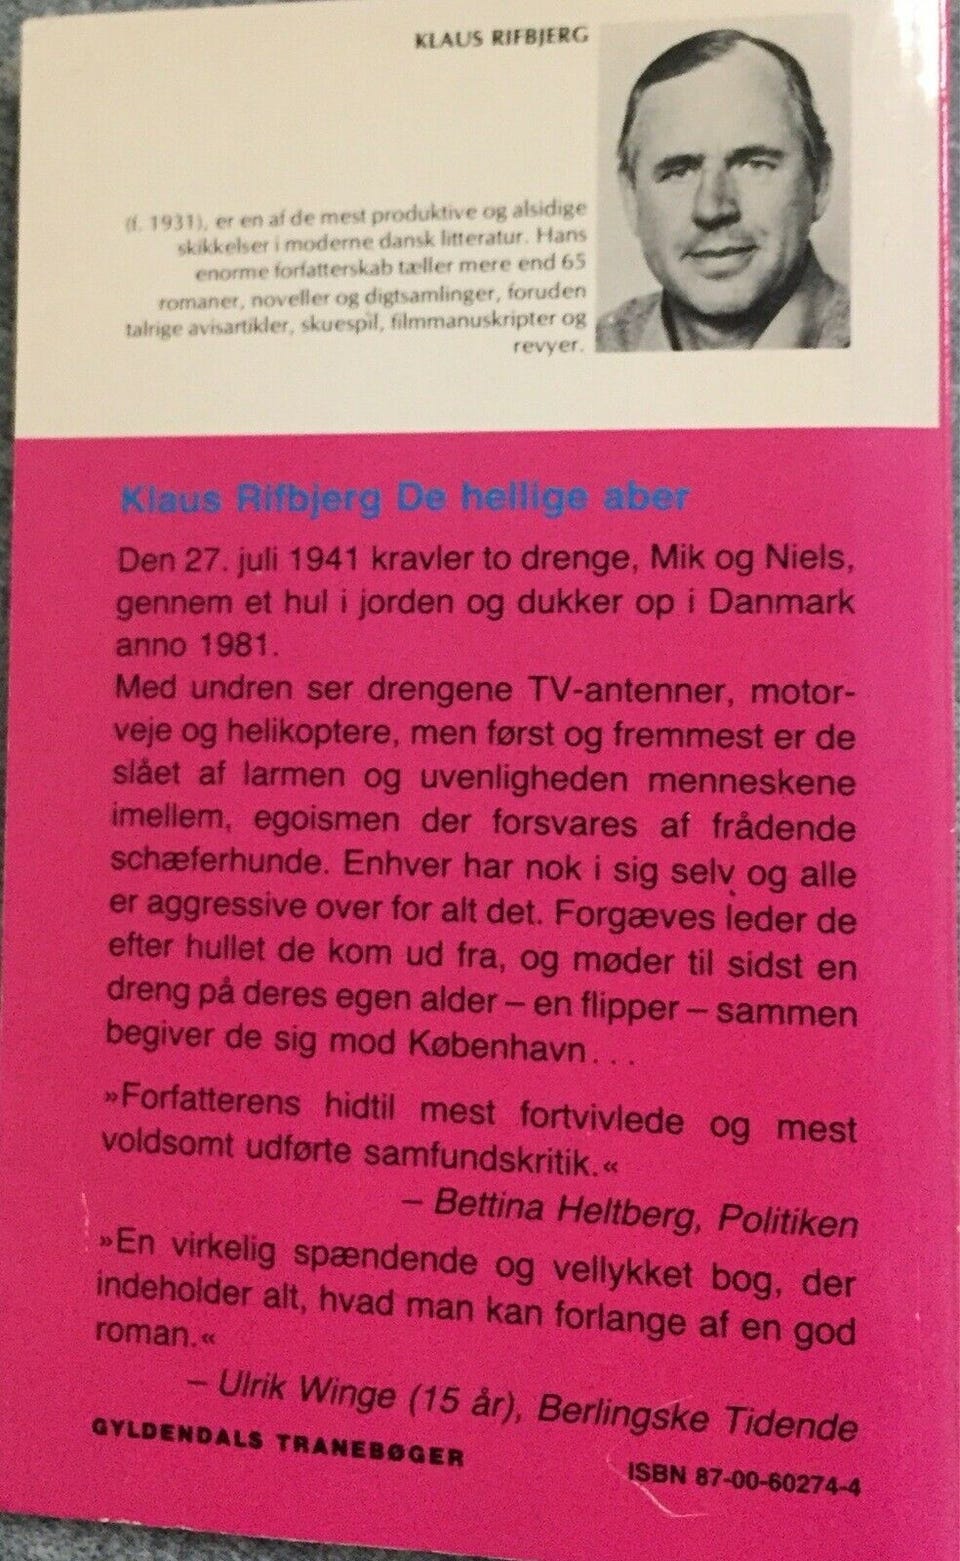 KLAUS RIFBJERG
(f. 1931), er en af de mest produktive og alsidige
skikkelser i moderne dansk litteratur. Hans
enorme forfatterskab tæller mere end 65
romaner, noveller og digtsamlinger, foruden
talrige avisartikler, skuespil, filmmanuskripter og
revyer.
Klaus Rifbjerg De hellige aber
Den 27. juli 1941 kravler to drenge, Mik og Niels,
gennem et hul i jorden og dukker op i Danmark
anno 1981.
Med undren ser drengene TV-antenner, motor-
veje og helikoptere, men først og fremmest er de
slået af larmen og uvenligheden menneskene
imellem, egoismen der forsvares af frådende
schæferhunde. Enhver har nok i sig selv og alle
er aggressive over for alt det. Forgæves leder de
efter hullet de kom ud fra, og møder til sidst en
dreng på deres egen alder – en flipper – sammen
begiver de sig mod København...
»Forfatterens hidtil mest fortvivlede og mest
voldsomt udførte samfundskritik.«
– Bettina Heltberg, Politiken
»En virkelig spændende og vellykket bog, der
indeholder alt, hvad man kan forlange af en god
roman.«
– Ulrik Winge (15 år), Berlingske Tidende
GYLDENDALS TRANEBØGER
ISBN 87-00-60274-4